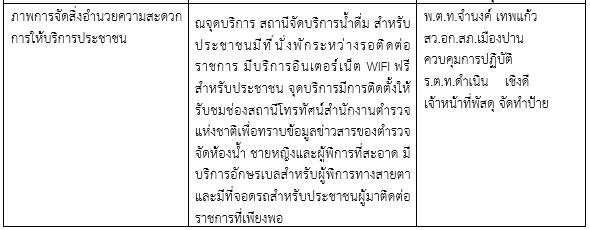 ภาพการจัดสิ่งอำนวยความสะดวก
การให้บริการประชาชน
ณจุดบริการ สถานีจัดบริการน้ำดื่ม สำหรับ
ประชาชนมีที่นั่งพักระหว่างรอติดต่อ
ราชการ มีบริการอินเตอร์เน็ต WIFI ฟรี
สำหรับประชาชน จุดบริการมีการติดตั้งให้
รับชมช่องสถานีโทรทัศน์สำนักงานตำรวจ
แห่งชาติเพื่อทราบข้อมูลข่าวสารของตำรวจ
จัดห้องน้ำ ชายหญิงและผู้พิการที่สะอาด มี
บริการอักษรเบลสำหรับผู้พิการทางสายตา
และมีที่จอดรถสำหรับประชาชนผู้มาติดต่อ
ราชการที่เพียงพอ
พ.ต.ท.จำนงค์ เทพแก้ว
สว.อก.สภ.เมืองปาน
ควบคุมการปฏิบัติ
ร.ต.ท.ดำเนิน เชิงดี
เจ้าหน้าที่พัสดุ จัดทำป้าย